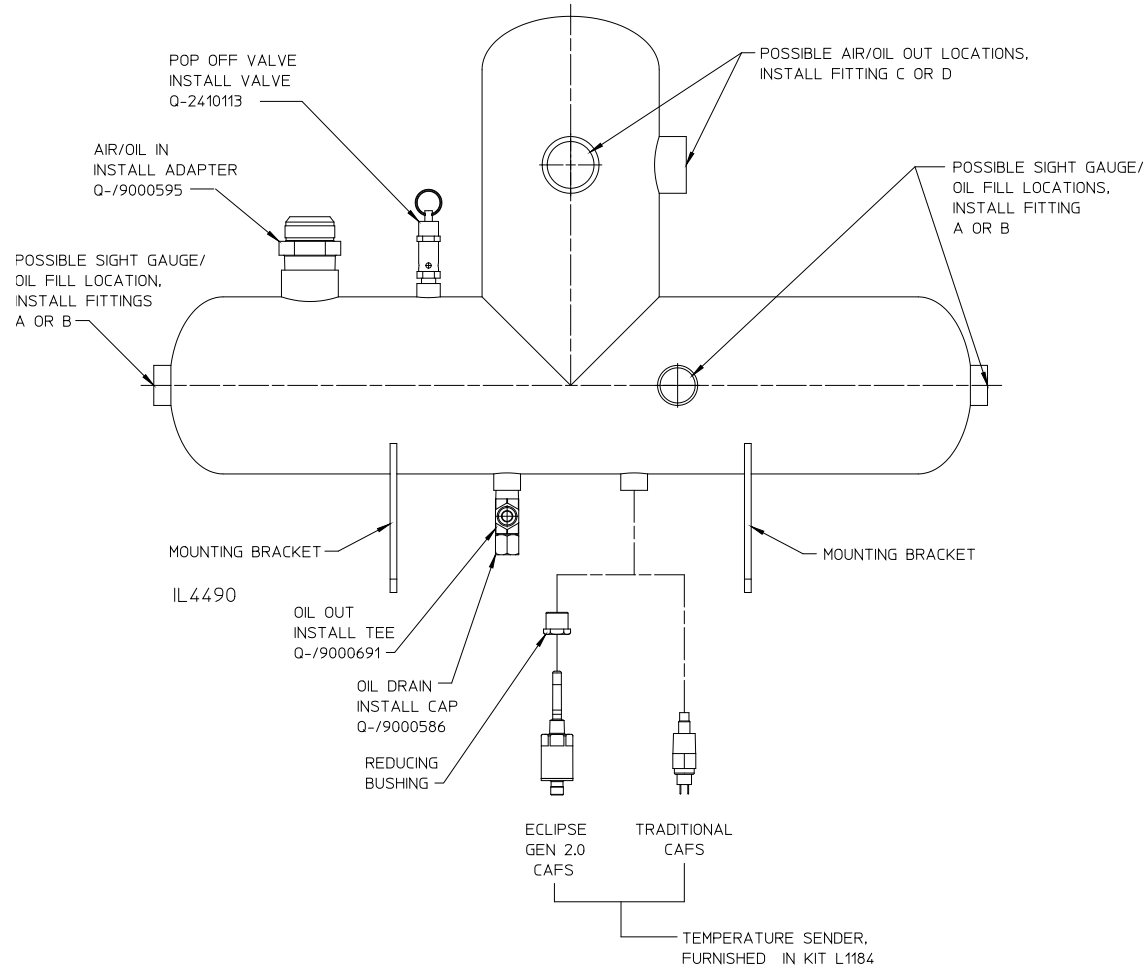 POP OFF VALVE
INSTALL VALVE
Q-2410113
POSSIBLE AIR/OIL OUT LOCATIONS,
INSTALL FITTING C OR D
AIR/OIL IN
INSTALL ADAPTER
Q-/9000595
POSSIBLE SIGHT GAUGE/
OIL FILL LOCATIONS,
INSTALL FITTING
A OR B
POSSIBLE SIGHT GAUGE/
OIL FILL LOCATION,
INSTALL FITTINGS
A OR B
MOUNTING BRACKET
MOUNTING BRACKET
IL4490
OIL OUT
INSTALL TEE
Q-/9000691
OIL DRAIN
INSTALL CAP
Q-/9000586
REDUCING
BUSHING
ECLIPSE
GEN 2.0
CAFS
TRADITIONAL
CAFS
TEMPERATURE SENDER,
FURNISHED IN KIT L1184